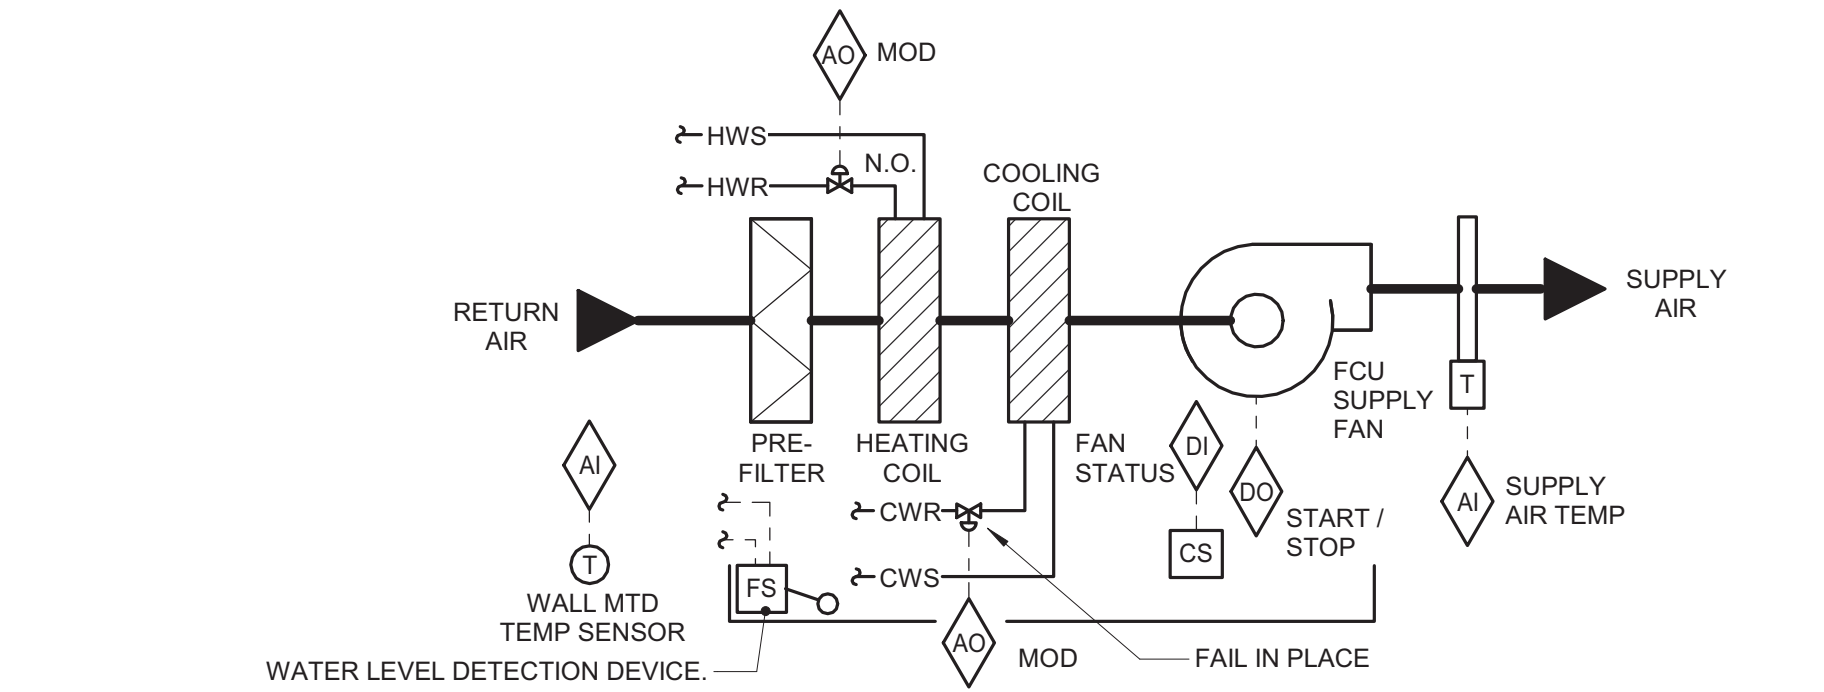 AO MOD
HWS
N.O.
HWR
COOLING
COIL
RETURN
AIR
SUPPLY
AIR
FCU
SUPPLY
FAN
T
PRE-
FILTER
HEATING
COIL
FAN
STATUS
DI
DO
START /
STOP
CS
AI
SUPPLY
AIR TEMP
AI
T
WALL MTD
TEMP SENSOR
CWR
CWS
FS
WATER LEVEL DETECTION DEVICE.
AO MOD
FAIL IN PLACE